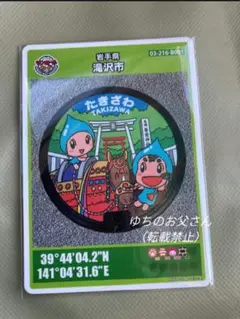 岩手県
滝沢市
03-216-B001
たきざわ
TAKIZAWA
ゆちのお父さん
(転載禁止)
39°44'04.2"N
141°04'31.6"E